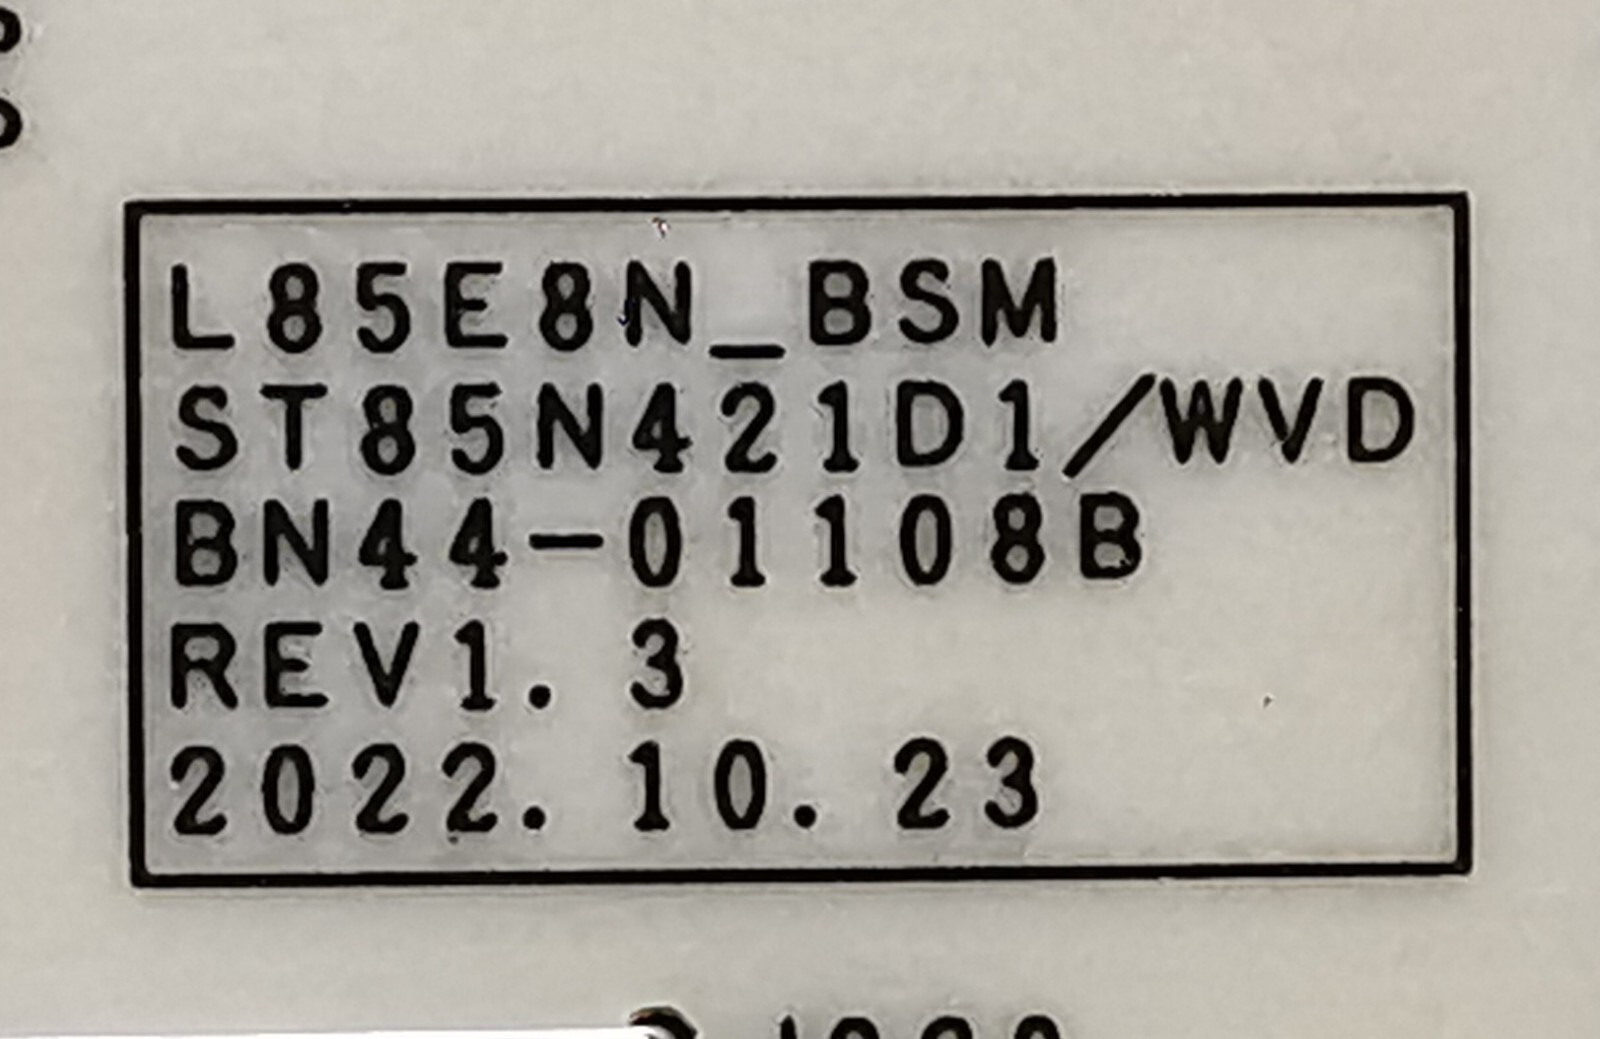 L85E8N_BSM
ST85N421D1/WVD
BN44-01108B
REV1.3
2022.10.23